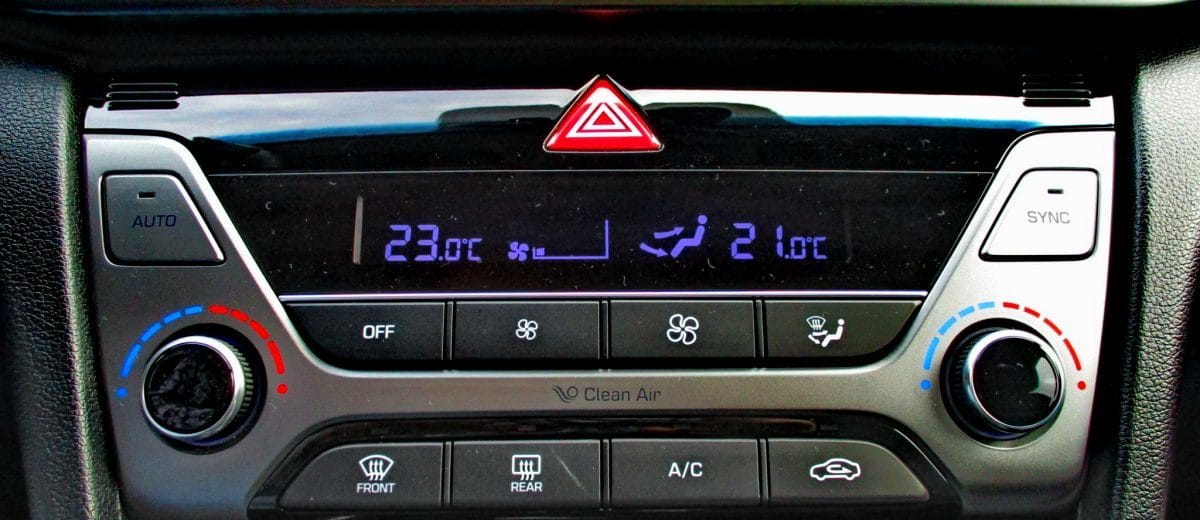 AUTO
SYNC
23.0°C
21.0°C
OFF
Clean Air
FRONT
REAR
A/C